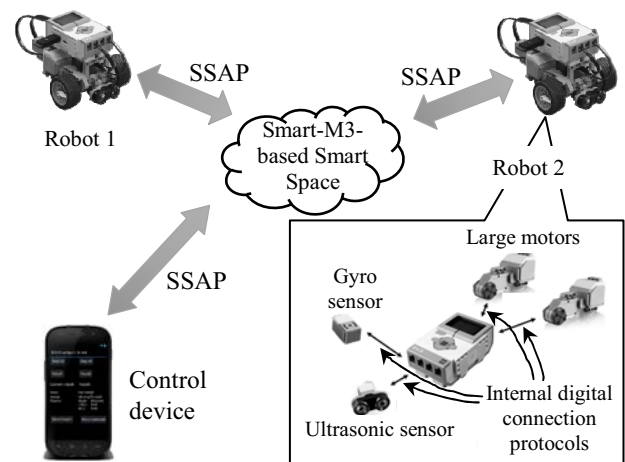 SSAP
SSAP
Robot 1
Smart-M3-
based Smart
Space
Robot 2
SSAP
Control
device
Large motors
Gyro
sensor
Ultrasonic sensor
Internal digital
connection
protocols